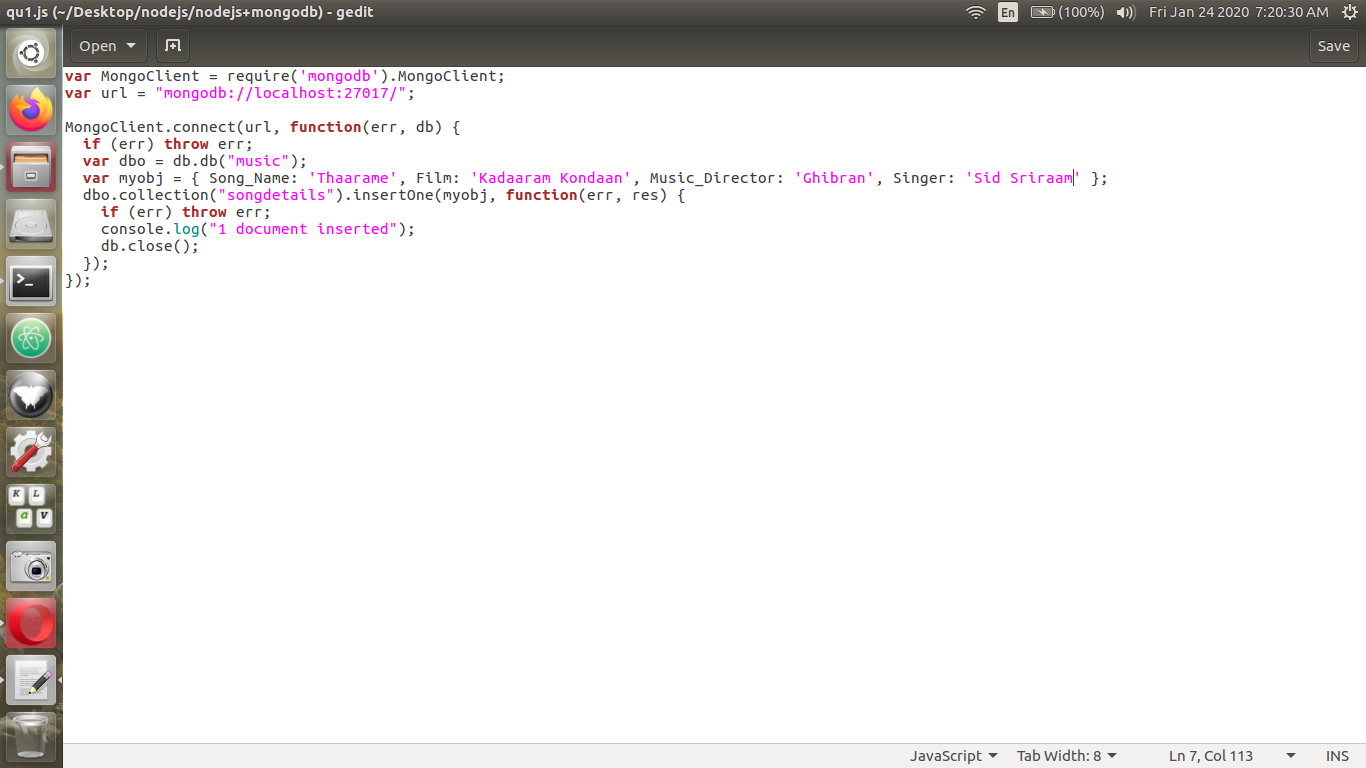 qu1.js (~/Desktop/nodejs/nodejs+mongodb) - gedit
En
(100%)
Fri Jan 24 2020 7:20:30 AM
Open
Save
var MongoClient = require('mongodb').MongoClient;
var url = "mongodb://localhost:27017/";
MongoClient.connect(url, function(err, db) {
  if (err) throw err;
  var dbo = db.db("music");
  var myobj = { Song_Name: 'Thaarame', Film: 'Kadaaram Kondaan', Music_Director: 'Ghibran', Singer: 'Sid Sriraam' };
  dbo.collection("songdetails").insertOne(myobj, function(err, res) {
    if (err) throw err;
    console.log("1 document inserted");
    db.close();
  });
});
K L
a v
JavaScript
Tab Width: 8
Ln 7, Col 113
INS